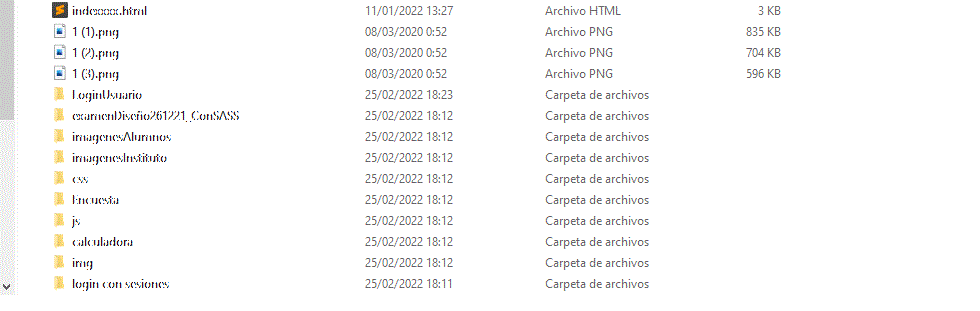 indexxxx.html 11/01/2022 13:27 Archivo HTML 3 KB
1 (1).png 08/03/2020 0:52 Archivo PNG 835 KB
1 (2).png 08/03/2020 0:52 Archivo PNG 704 KB
1 (3).png 08/03/2020 0:52 Archivo PNG 596 KB
LoginUsuario 25/02/2022 18:23 Carpeta de archivos
examenDiseño261221_ConSASS 25/02/2022 18:12 Carpeta de archivos
imagenesAlumnos 25/02/2022 18:12 Carpeta de archivos
imagenesInstituto 25/02/2022 18:12 Carpeta de archivos
css 25/02/2022 18:12 Carpeta de archivos
Encuesta 25/02/2022 18:12 Carpeta de archivos
js 25/02/2022 18:12 Carpeta de archivos
calculadora 25/02/2022 18:12 Carpeta de archivos
img 25/02/2022 18:12 Carpeta de archivos
login con sesiones 25/02/2022 18:11 Carpeta de archivos